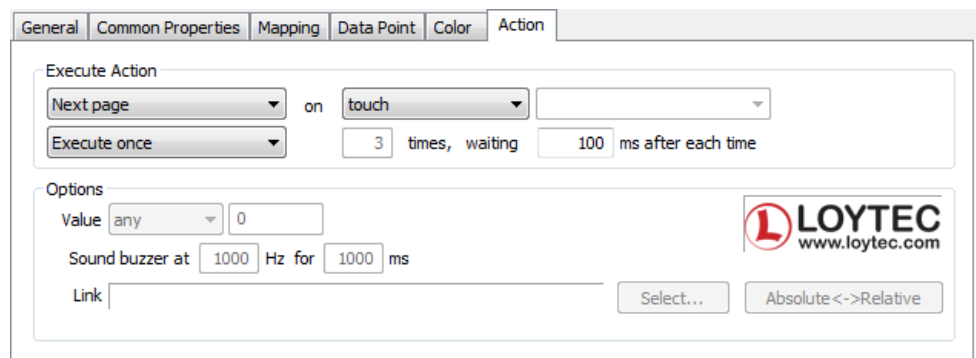 General Common Properties Mapping Data Point Color Action
Execute Action
Next page on touch
Execute once 3 times, waiting 100 ms after each time
Options
Value any 0
LOYTEC
www.loytec.com
Sound buzzer at 1000 Hz for 1000 ms
Link Select... Absolute<->Relative